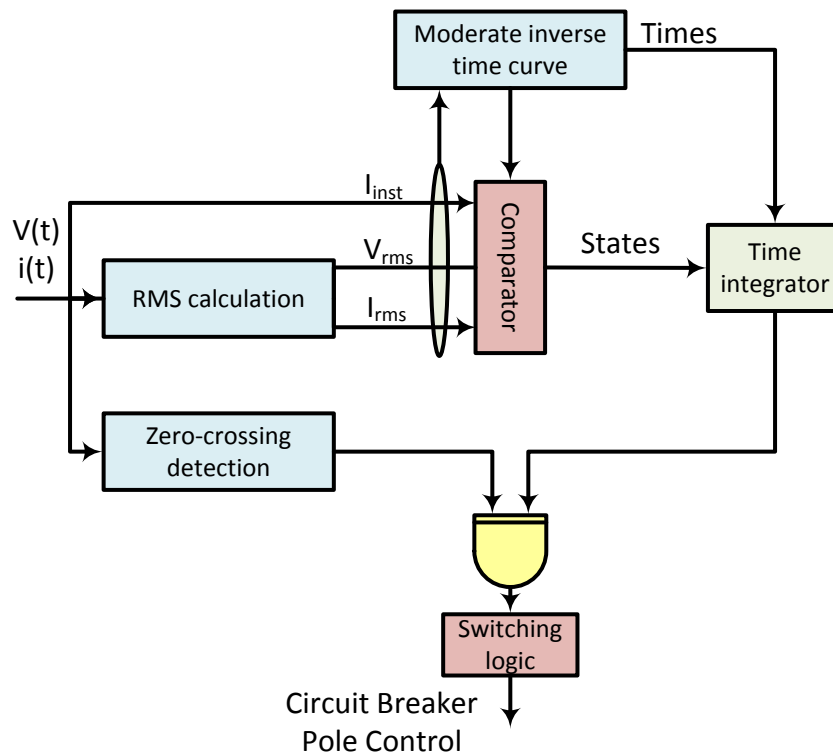 Moderate inverse
time curve
Times
I_inst
V(t)
i(t)
V_rms
RMS calculation
I_rms
Comparator
States
Time
integrator
Zero-crossing
detection
Switching
logic
Circuit Breaker
Pole Control